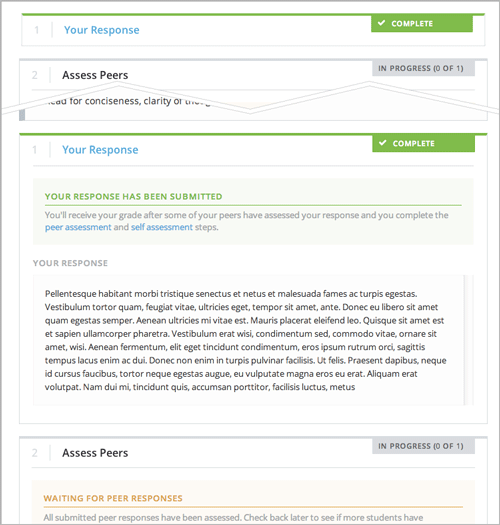 1 Your Response
✔ COMPLETE
2 Assess Peers
IN PROGRESS (0 OF 1)
for conciseness, clarity of
1 Your Response
✔ COMPLETE
YOUR RESPONSE HAS BEEN SUBMITTED
You'll receive your grade after some of your peers have assessed your response and you complete the
peer assessment and self assessment steps.
YOUR RESPONSE
Pellentesque habitant morbi tristique senectus et netus et malesuada fames ac turpis egestas.
Vestibulum tortor quam, feugiat vitae, ultricies eget, tempor sit amet, ante. Donec eu libero sit amet
quam egestas semper. Aenean ultricies mi vitae est. Mauris placerat eleifend leo. Quisque sit amet est
et sapien ullamcorper pharetra. Vestibulum erat wisi, condimentum sed, commodo vitae, ornare sit
amet, wisi. Aenean fermentum, elit eget tincidunt condimentum, eros ipsum rutrum orci, sagittis
tempus lacus enim ac dui. Donec non enim in turpis pulvinar facilisis. Ut felis. Praesent dapibus, neque
id cursus faucibus, tortor neque egestas augue, eu vulputate magna eros eu erat. Aliquam erat
volutpat. Nam dui mi, tincidunt quis, accumsan porttitor, facilisis luctus, metus
2 Assess Peers
IN PROGRESS (0 OF 1)
WAITING FOR PEER RESPONSES
All submitted peer responses have been assessed. Check back later to see if more students have